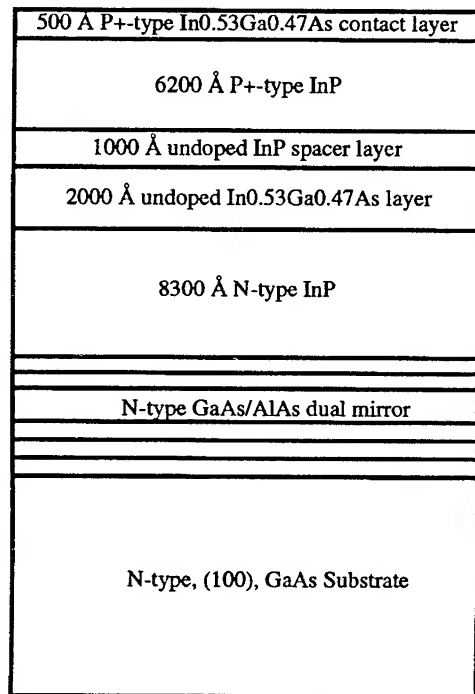 500 Å P+-type In0.53Ga0.47As contact layer
6200 Å P+-type InP
1000 Å undoped InP spacer layer
2000 Å undoped In0.53Ga0.47As layer
8300 Å N-type InP
N-type GaAs/AlAs dual mirror
N-type, (100), GaAs Substrate